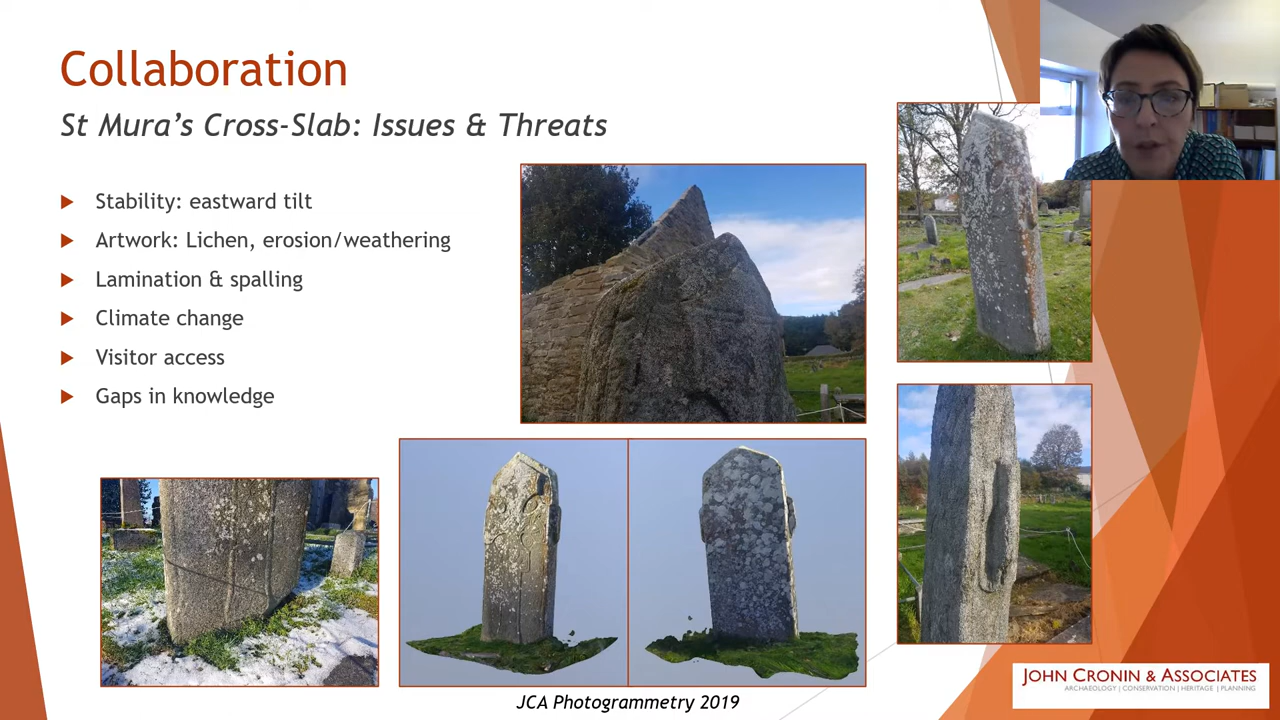 Collaboration
St Mura's Cross-Slab: Issues & Threats
Stability: eastward tilt
Artwork: Lichen, erosion/weathering
Lamination & spalling
Climate change
Visitor access
Gaps in knowledge
JCA Photogrammetry 2019
JOHN CRONIN & ASSOCIATES
ARCHAEOLOGY | CONSERVATION | HERITAGE | PLANNING